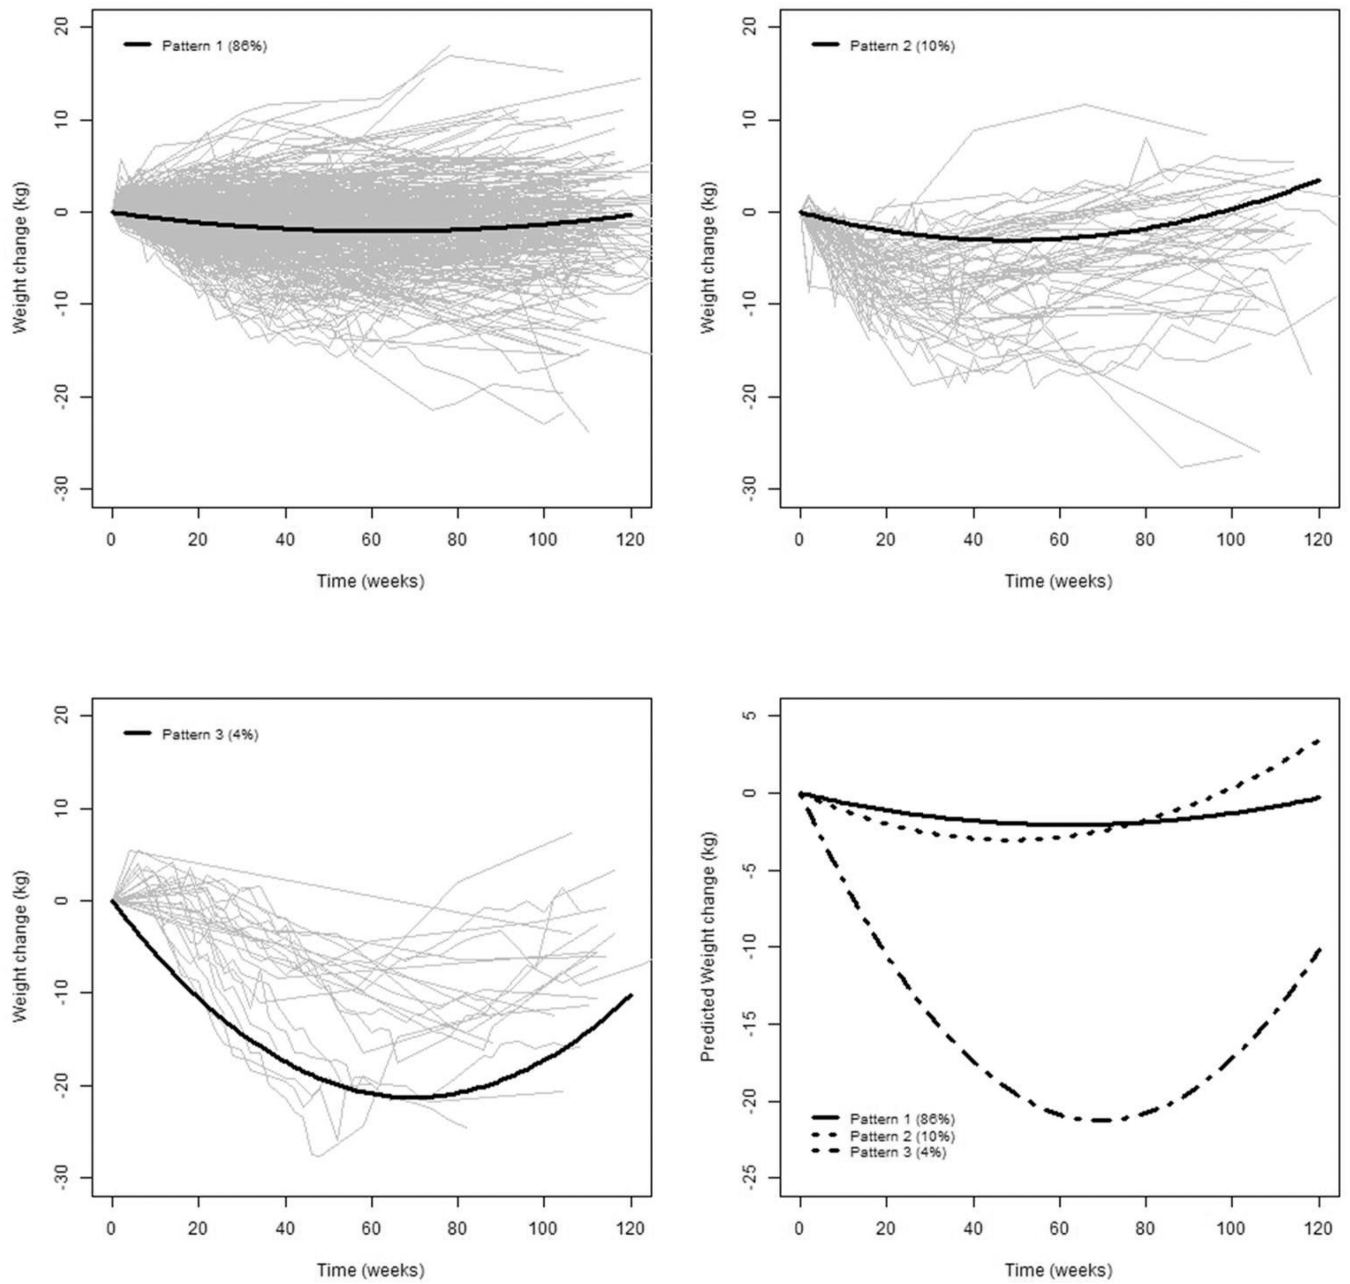 Pattern 1 (86%)
20
10
0
-10
-20
-30
Weight change (kg)
0 20 40 60 80 100 120
Time (weeks)
Pattern 2 (10%)
20
10
0
-10
-20
-30
Weight change (kg)
0 20 40 60 80 100 120
Time (weeks)
Pattern 3 (4%)
20
10
0
-10
-20
-30
Weight change (kg)
0 20 40 60 80 100 120
Time (weeks)
5
0
-5
-10
-15
-20
-25
Predicted Weight change (kg)
Pattern 1 (86%)
Pattern 2 (10%)
Pattern 3 (4%)
0 20 40 60 80 100 120
Time (weeks)